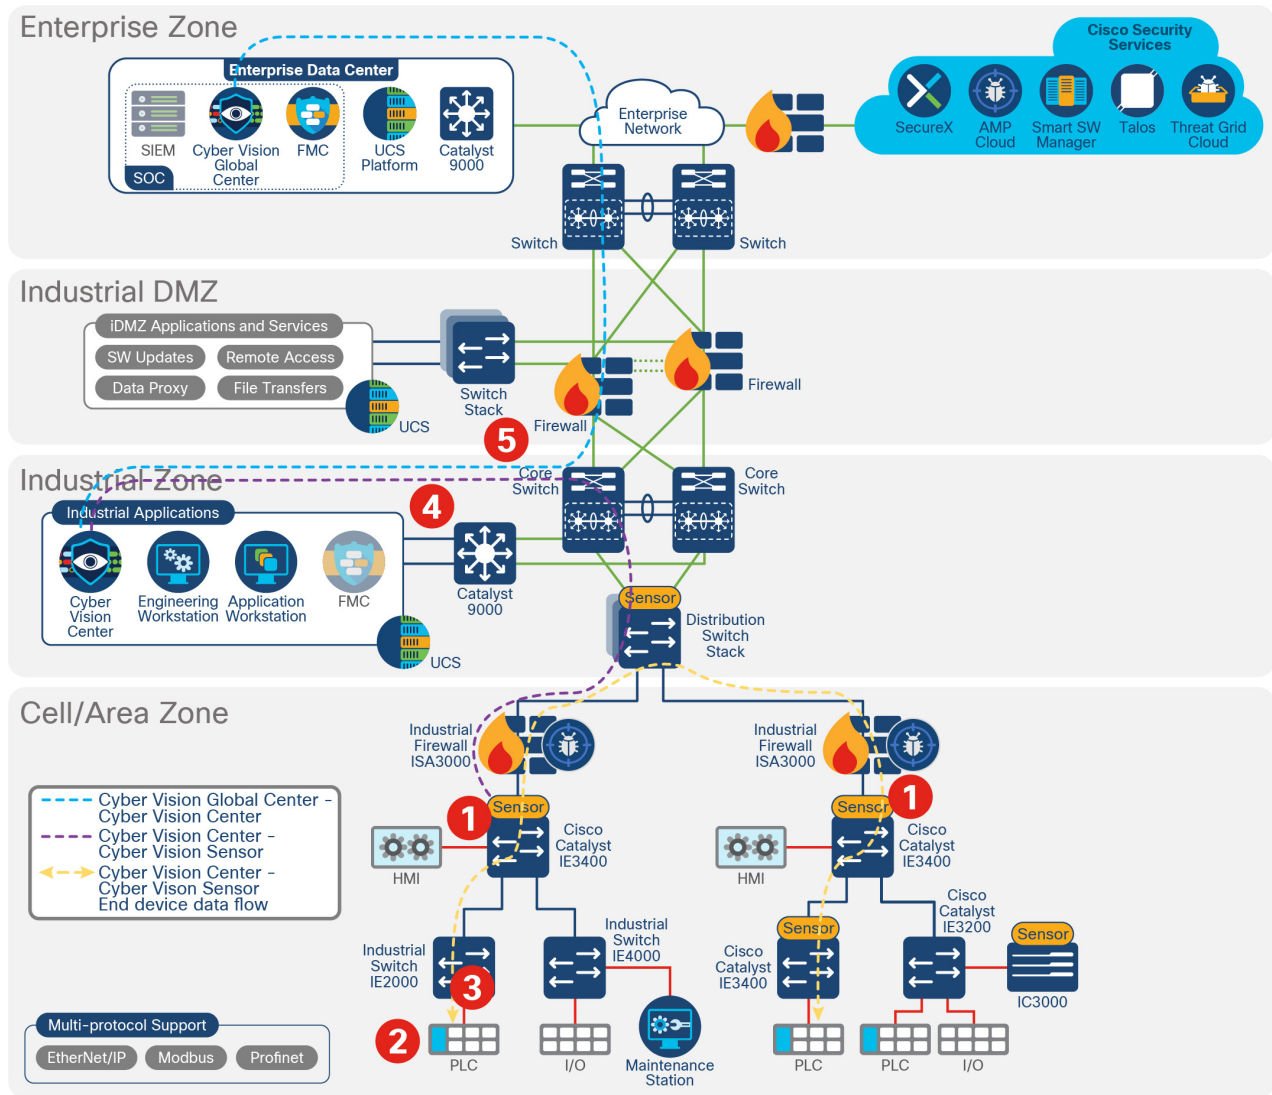 Enterprise Zone
Enterprise Data Center
SIEM
Cyber Vision
Global
Center
FMC
UCS
Platform
Catalyst
9000
SOC
Enterprise
Network
Cisco Security
Services
SecureX
AMP
Cloud
Smart SW
Manager
Talos
Threat Grid
Cloud
Switch
Switch
Industrial DMZ
iDMZ Applications and Services
SW Updates
Remote Access
Data Proxy
File Transfers
UCS
Switch
Stack
Firewall
Firewall
5
Industrial Zone
Industrial Applications
Cyber
Vision
Center
Engineering
Workstation
Application
Workstation
FMC
UCS
4
Catalyst
9000
Core
Switch
Core
Switch
Sensor
Distribution
Switch
Stack
Cell/Area Zone
Industrial
Firewall
ISA3000
Industrial
Firewall
ISA3000
Cyber Vision Global Center –
Cyber Vision Center
Cyber Vision Center –
Cyber Vision Sensor
Cyber Vision Center –
Cyber Vison Sensor
End device data flow
1
Sensor
Cisco
Catalyst
IE3400
HMI
1
Sensor
Cisco
Catalyst
IE3400
HMI
Industrial
Switch
IE2000
3
Industrial
Switch
IE4000
Sensor
Cisco
Catalyst
IE3400
Cisco
Catalyst
IE3200
Sensor
IC3000
2
PLC
I/O
Maintenance
Station
PLC
PLC
I/O
Multi-protocol Support
EtherNet/IP
Modbus
Profinet